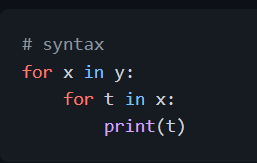 # syntax
for x in y:
    for t in x:
        print(t)